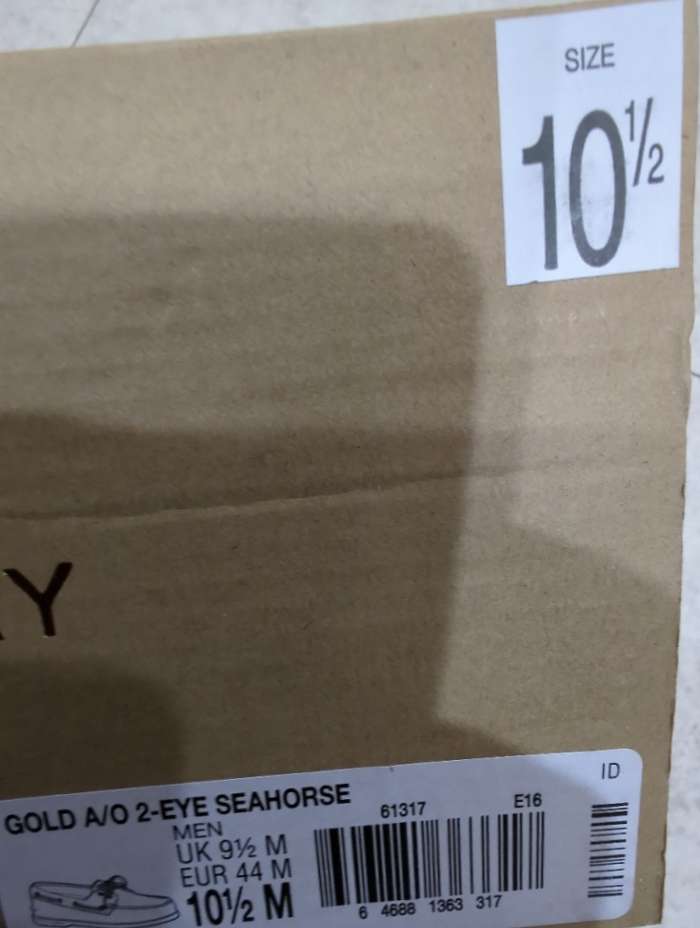 SIZE
10½
Y
ID
GOLD A/O 2-EYE SEAHORSE
61317
E16
MEN
UK 9½ M
EUR 44 M
10½ M
6 4688 1363 317